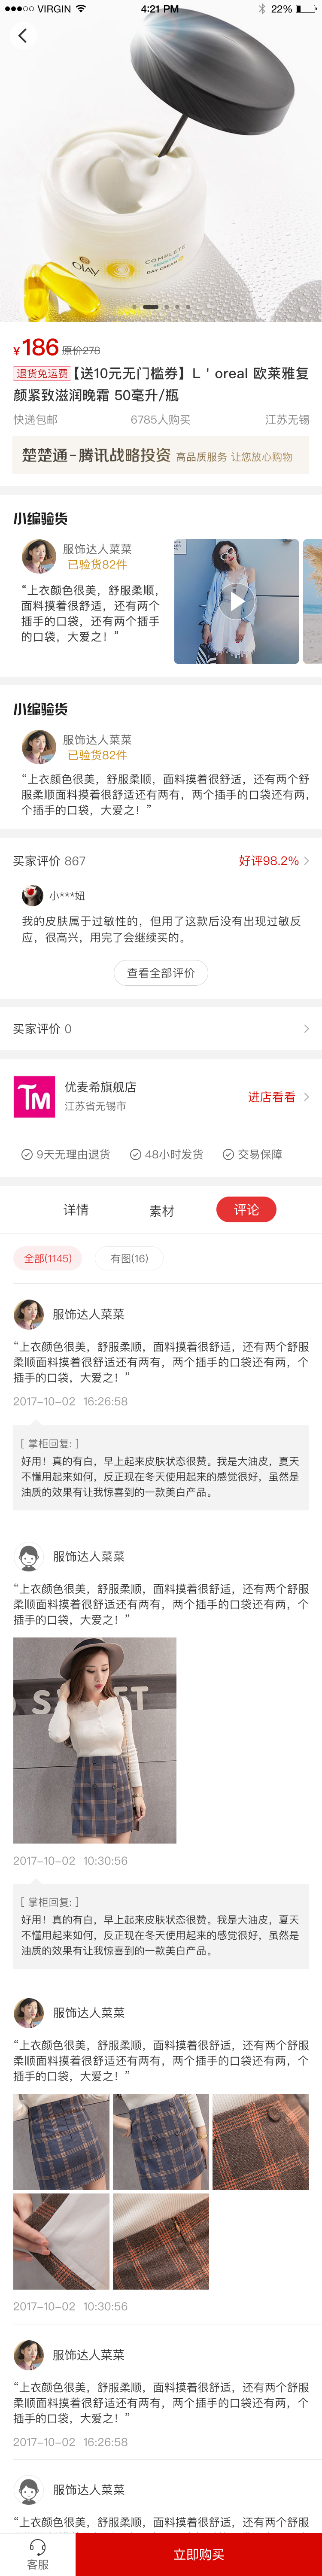 VIRGIN
4:21 PM
22%
OLAY
COMPLETE
SENSITIVE
DAY CREAM
¥ 186 原价278
退货免运费【送10元无门槛券】L ' oreal 欧莱雅复
颜紧致滋润晚霜 50毫升/瓶
快递包邮 6785人购买 江苏无锡
楚楚通-腾讯战略投资 高品质服务 让您放心购物
小编验货
服饰达人菜菜
已验货82件
“上衣颜色很美，舒服柔顺，
面料摸着很舒适，还有两个
插手的口袋，还有两个插手
的口袋，大爱之！”
小编验货
服饰达人菜菜
已验货82件
“上衣颜色很美，舒服柔顺，面料摸着很舒适，还有两个舒
服柔顺面料摸着很舒适还有两有，两个插手的口袋还有两，
个插手的口袋，大爱之！”
买家评价 867 好评98.2%
小***妞
我的皮肤属于过敏性的，但用了这款后没有出现过敏反
应，很高兴，用完了会继续买的。
查看全部评价
买家评价 0
TM
优麦希旗舰店
江苏省无锡市
进店看看
9天无理由退货 48小时发货 交易保障
详情 素材 评论
全部(1145) 有图(16)
服饰达人菜菜
“上衣颜色很美，舒服柔顺，面料摸着很舒适，还有两个舒服
柔顺面料摸着很舒适还有两有，两个插手的口袋还有两，个
插手的口袋，大爱之！”
2017-10-02 16:26:58
[ 掌柜回复: ]
好用！真的有白，早上起来皮肤状态很赞。我是大油皮，夏天
不懂用起来如何，反正现在冬天使用起来的感觉很好，虽然是
油质的效果有让我惊喜到的一款美白产品。
服饰达人菜菜
“上衣颜色很美，舒服柔顺，面料摸着很舒适，还有两个舒服
柔顺面料摸着很舒适还有两有，两个插手的口袋还有两，个
插手的口袋，大爱之！”
2017-10-02 10:30:56
[ 掌柜回复: ]
好用！真的有白，早上起来皮肤状态很赞。我是大油皮，夏天
不懂用起来如何，反正现在冬天使用起来的感觉很好，虽然是
油质的效果有让我惊喜到的一款美白产品。
服饰达人菜菜
“上衣颜色很美，舒服柔顺，面料摸着很舒适，还有两个舒服
柔顺面料摸着很舒适还有两有，两个插手的口袋还有两，个
插手的口袋，大爱之！”
2017-10-02 10:30:56
服饰达人菜菜
“上衣颜色很美，舒服柔顺，面料摸着很舒适，还有两个舒服
柔顺面料摸着很舒适还有两有，两个插手的口袋还有两，个
插手的口袋，大爱之！”
2017-10-02 16:26:58
服饰达人菜菜
“上衣颜色很美，舒服柔顺，面料摸着很舒适，还有两个舒服
客服
立即购买